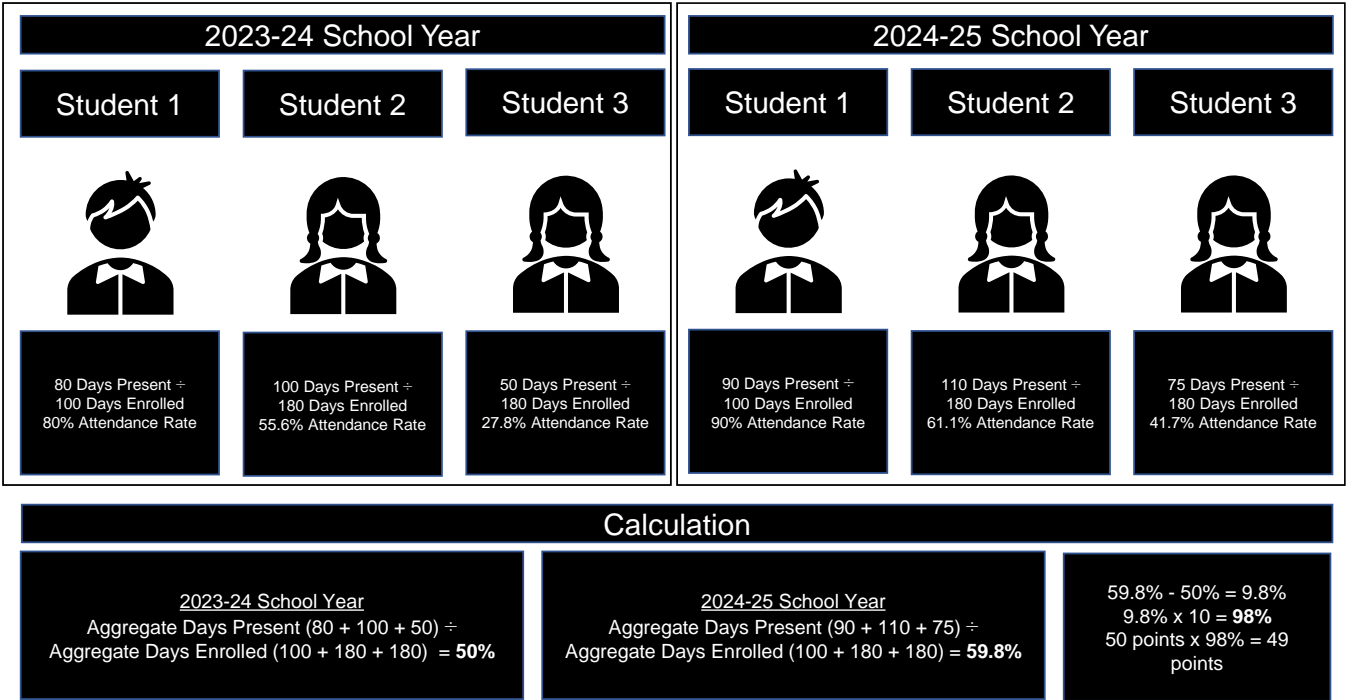 2023-24 School Year
Student 1
Student 2
Student 3
80 Days Present ÷
100 Days Enrolled
80% Attendance Rate
100 Days Present ÷
180 Days Enrolled
55.6% Attendance Rate
50 Days Present ÷
180 Days Enrolled
27.8% Attendance Rate
2024-25 School Year
Student 1
Student 2
Student 3
90 Days Present ÷
100 Days Enrolled
90% Attendance Rate
110 Days Present ÷
180 Days Enrolled
61.1% Attendance Rate
75 Days Present ÷
180 Days Enrolled
41.7% Attendance Rate
Calculation
2023-24 School Year
Aggregate Days Present (80 + 100 + 50) ÷
Aggregate Days Enrolled (100 + 180 + 180) = 50%
2024-25 School Year
Aggregate Days Present (90 + 110 + 75) ÷
Aggregate Days Enrolled (100 + 180 + 180) = 59.8%
59.8% - 50% = 9.8%
9.8% x 10 = 98%
50 points x 98% = 49
points